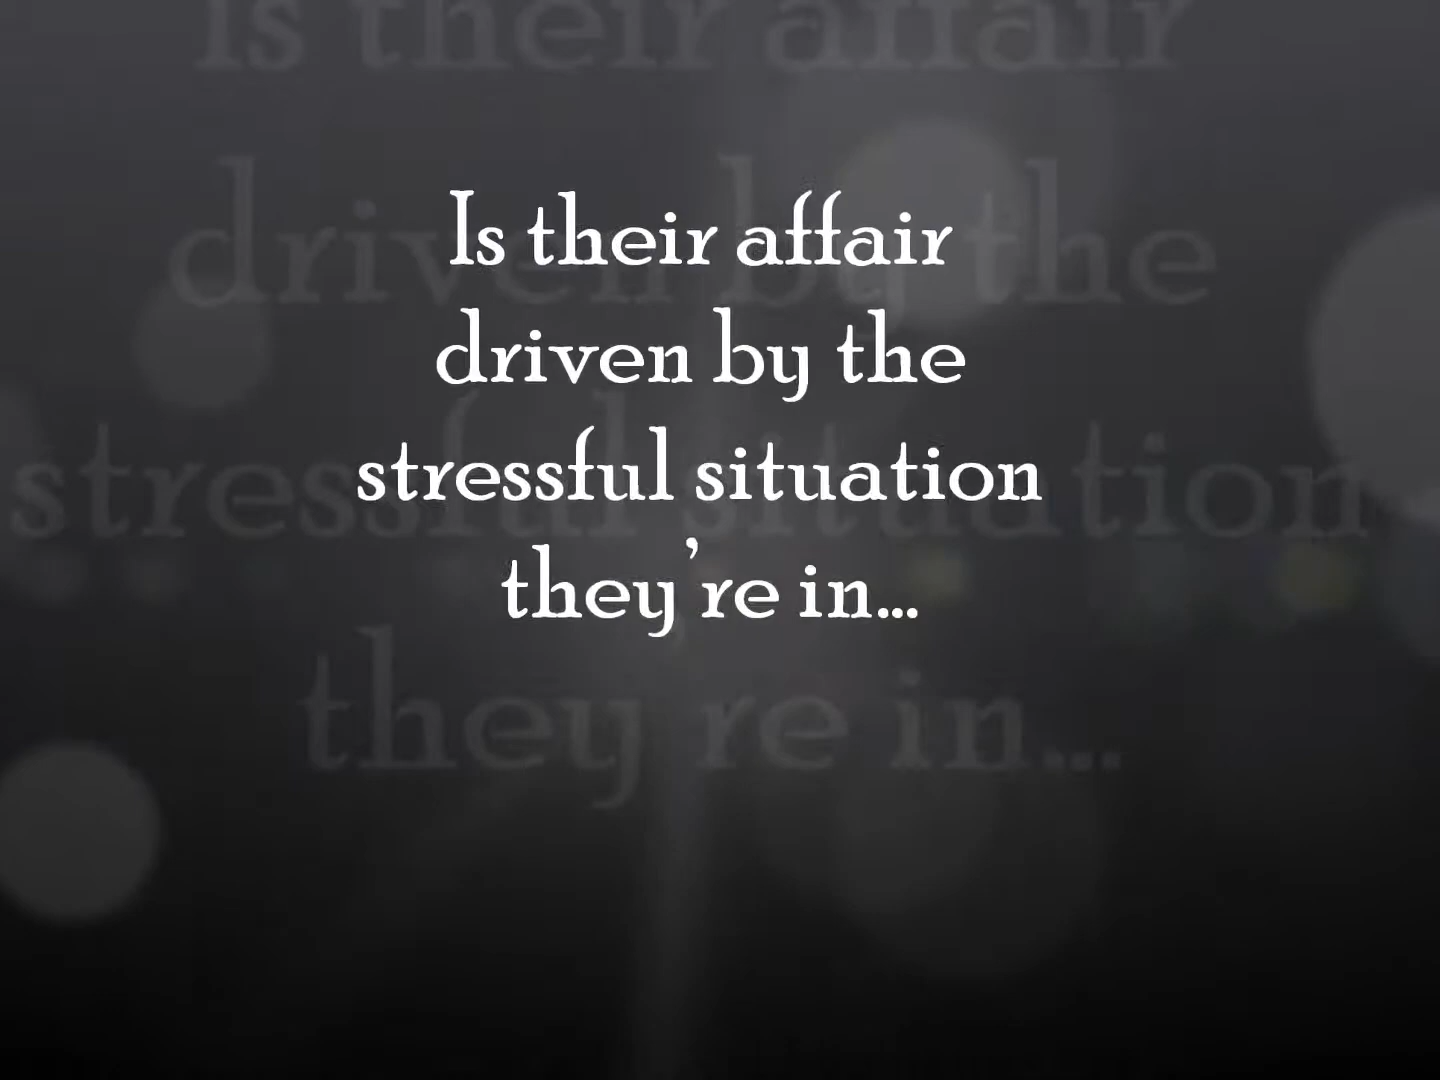 Is their affair
driven by the
stressful situation
they're in...